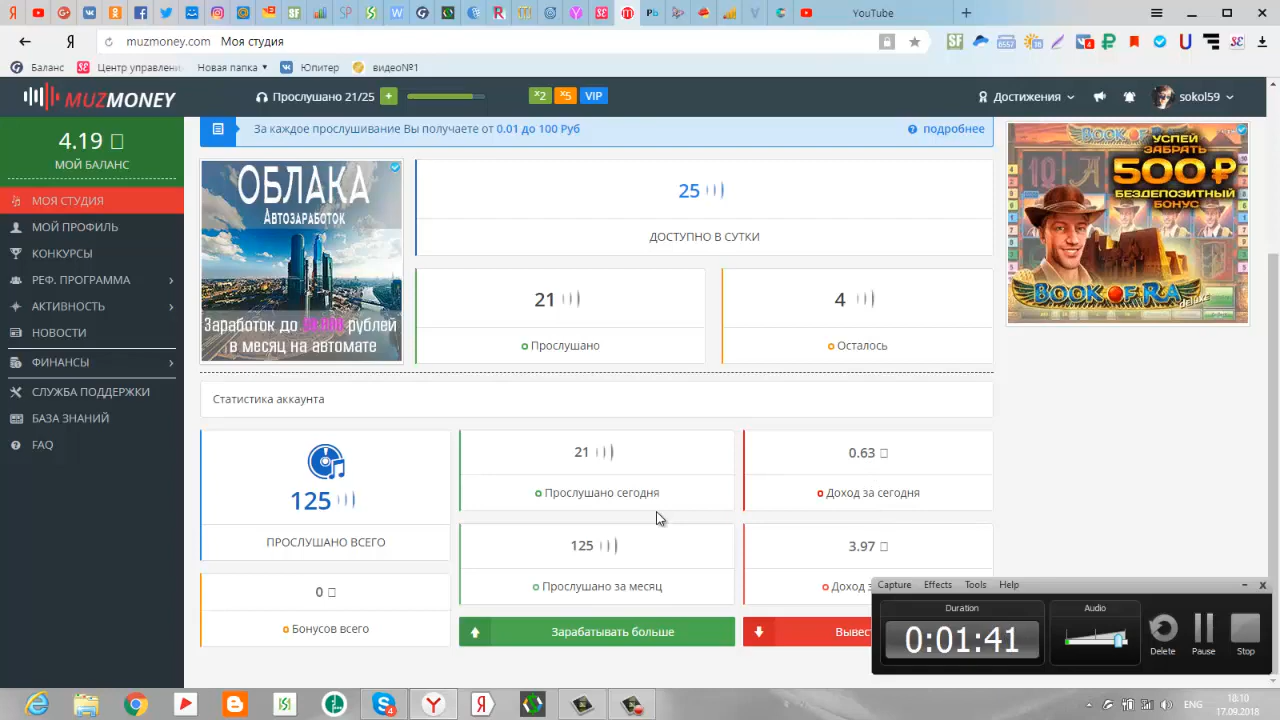 YouTube
muzmoney.com Моя студия
6557
Баланс
Центр управлени
Новая папка
Юпитер
видео№1
MUZMONEY
Прослушано 21/25
x2
x5
VIP
Достижения
sokol59
4.19
МОЙ БАЛАНС
МОЯ СТУДИЯ
МОЙ ПРОФИЛЬ
КОНКУРСЫ
РЕФ. ПРОГРАММА
АКТИВНОСТЬ
НОВОСТИ
ФИНАНСЫ
СЛУЖБА ПОДДЕРЖКИ
БАЗА ЗНАНИЙ
FAQ
За каждое прослушивание Вы получаете от 0.01 до 100 Руб
подробнее
ОБЛАКА
Автозаработок
Заработок до рублей
в месяц на автомате
25
ДОСТУПНО В СУТКИ
21
Прослушано
4
Осталось
УСПЕЙ
ЗАБРАТЬ
500₽
БЕЗДЕПОЗИТНЫЙ
БОНУС
BOOK OF RA
deluxe
Статистика аккаунта
125
ПРОСЛУШАНО ВСЕГО
0
Бонусов всего
21
Прослушано сегодня
125
Прослушано за месяц
Зарабатывать больше
0.63
Доход за сегодня
3.97
Доход
Вывес
Capture Effects Tools Help
Duration
0:01:41
Audio
Delete
Pause
Stop
ENG
18:10
17.09.2018